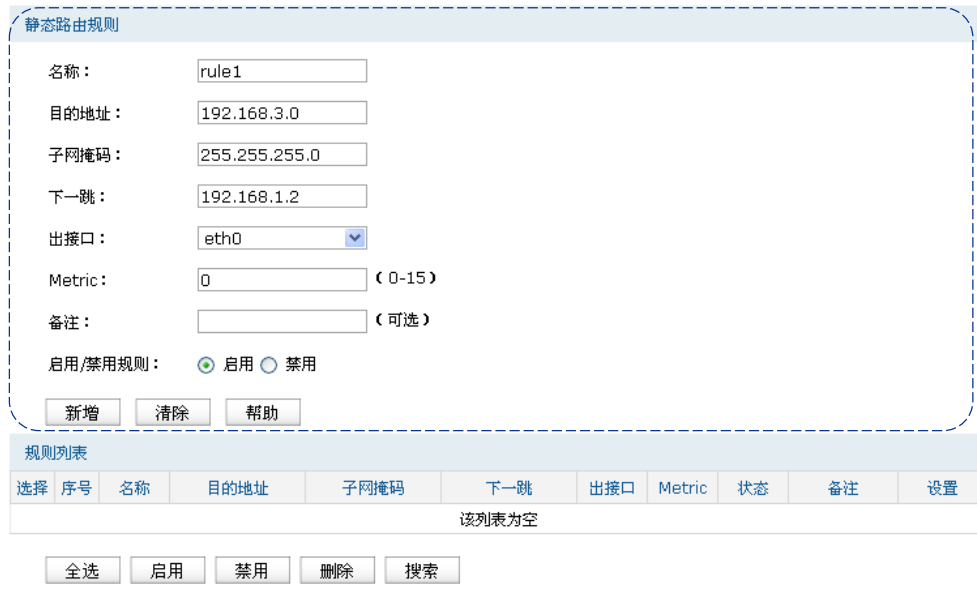 静态路由规则
名称： rule1
目的地址： 192.168.3.0
子网掩码： 255.255.255.0
下一跳： 192.168.1.2
出接口： eth0
Metric： 0 （0-15）
备注： （可选）
启用/禁用规则： 启用 禁用
新增 清除 帮助
规则列表
选择 序号 名称 目的地址 子网掩码 下一跳 出接口 Metric 状态 备注 设置
该列表为空
全选 启用 禁用 删除 搜索